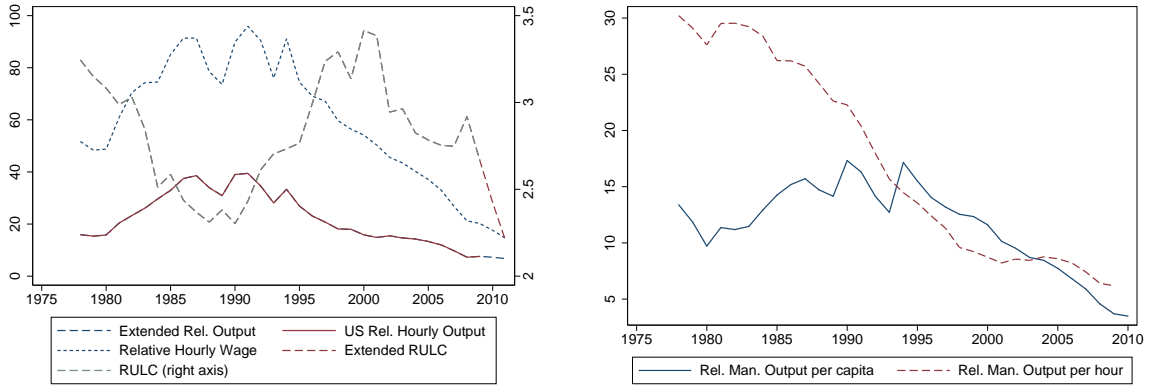 100
80
60
40
20
0
3.5
3
2.5
2
1975 1980 1985 1990 1995 2000 2005 2010
Extended Rel. Output US Rel. Hourly Output
Relative Hourly Wage Extended RULC
RULC (right axis)
30
25
20
15
10
5
1975 1980 1985 1990 1995 2000 2005 2010
Rel. Man. Output per capita Rel. Man. Output per hour